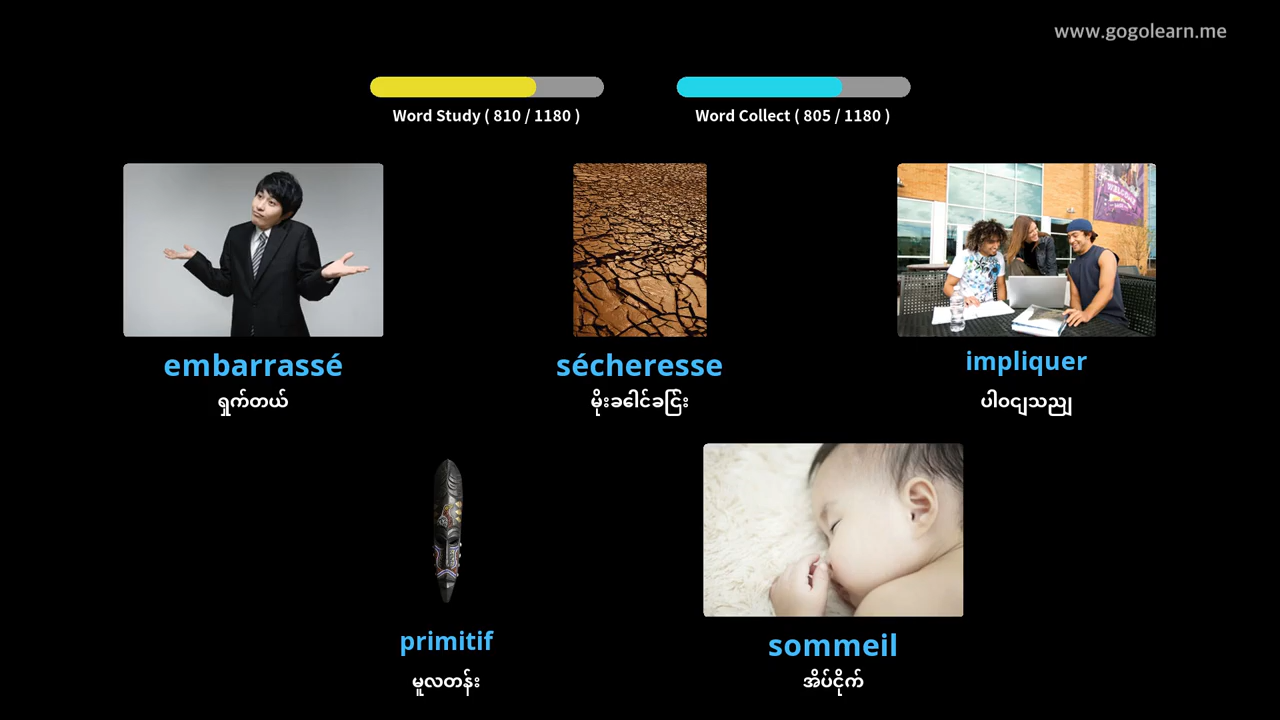 www.gogolearn.me
Word Study ( 810 / 1180 )
Word Collect ( 805 / 1180 )
WELCOME
embarrassé
ရှက်တယ်
sécheresse
မိုးခေါင်ခြင်း
impliquer
ပါဝငျသညျ
primitif
မူလတန်း
sommeil
အိပ်ငိုက်